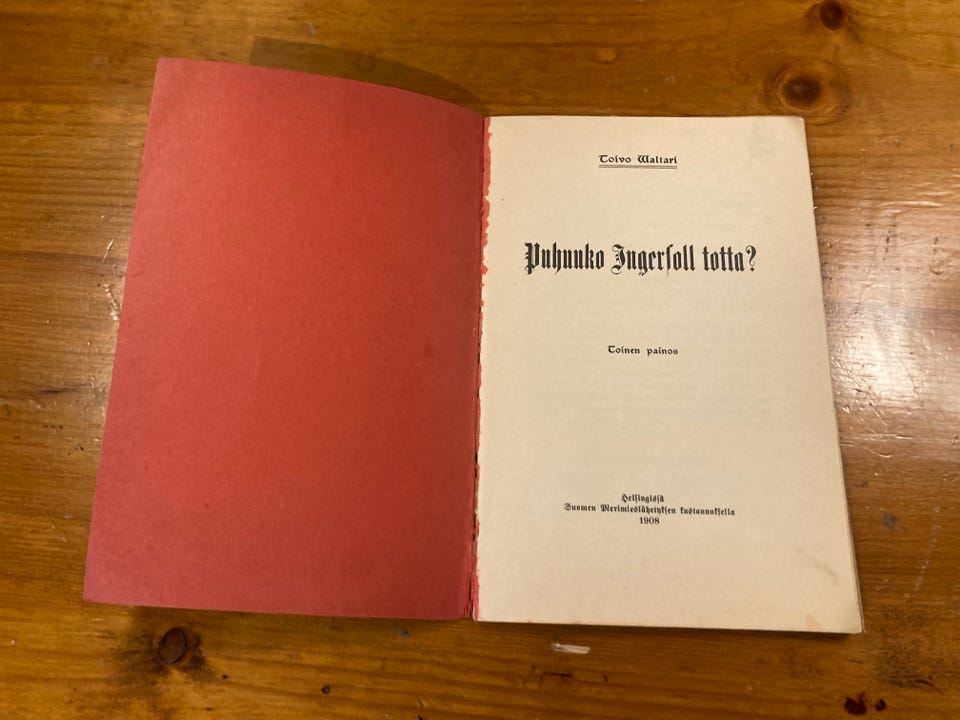 Toivo Waltari
Puhuuko Ingersoll totta?
Toinen painos
Helsingissä
Suomen Merimieslähetyksen kustannuksella
1908